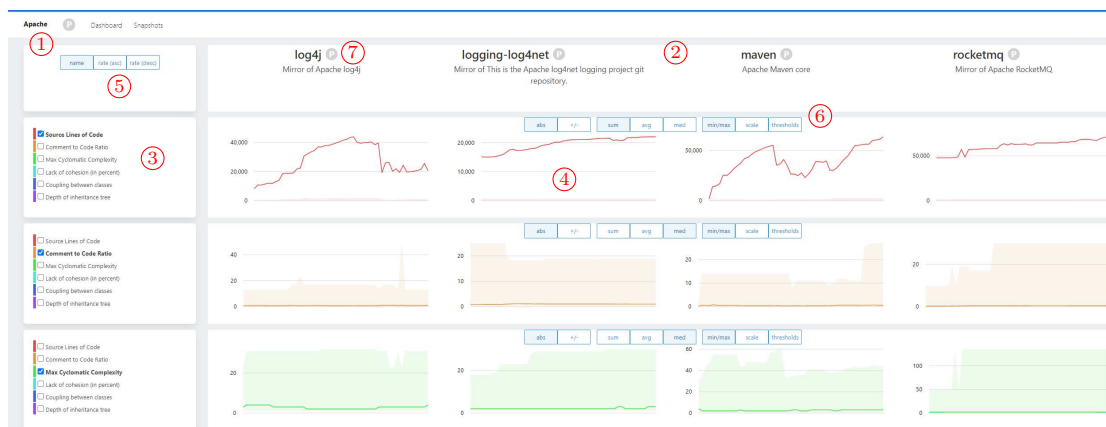 Apache P Dashboard Snapshots
1
name rate (asc) rate (desc)
5
log4j P 7
Mirror of Apache log4j
logging-log4net P
Mirror of This is the Apache log4net logging project git
repository.
2
maven P
Apache Maven core
rocketmq P
Mirror of Apache RocketMQ
6
Source Lines of Code
Comment to Code Ratio
Max Cyclomatic Complexity
Lack of cohesion (in percent)
Coupling between classes
Depth of inheritance tree
3
abs +/- sum avg med min/max scale thresholds
40,000
20,000
0
20,000
10,000
0
4
50,000
0
50,000
0
Source Lines of Code
Comment to Code Ratio
Max Cyclomatic Complexity
Lack of cohesion (in percent)
Coupling between classes
Depth of inheritance tree
abs +/- sum avg med min/max scale thresholds
40
20
0
20
10
0
20
10
0
20
0
Source Lines of Code
Comment to Code Ratio
Max Cyclomatic Complexity
Lack of cohesion (in percent)
Coupling between classes
Depth of inheritance tree
abs +/- sum avg med min/max scale thresholds
20
0
20
0
60
40
20
0
100
50
0